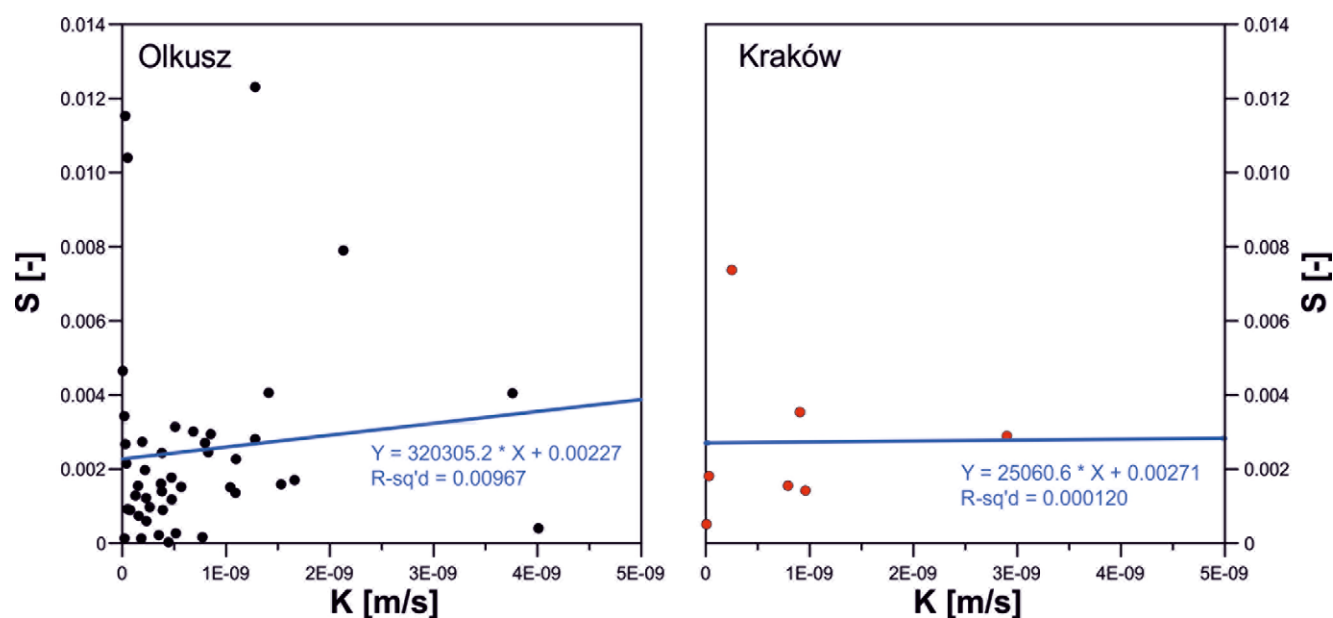 Olkusz
S [-]
0.014
0.012
0.010
0.008
0.006
0.004
0.002
0
Y = 320305.2 * X + 0.00227
R-sq'd = 0.00967
0 1E-09 2E-09 3E-09 4E-09 5E-09
K [m/s]
Kraków
0.014
0.012
0.010
0.008
0.006
0.004
0.002
0
S [-]
Y = 25060.6 * X + 0.00271
R-sq'd = 0.000120
0 1E-09 2E-09 3E-09 4E-09 5E-09
K [m/s]